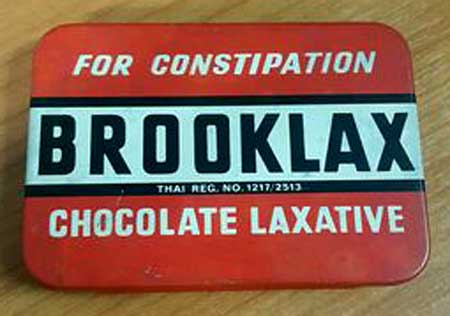 FOR CONSTIPATION
BROOKLAX
THAI REG. NO. 1217/2513
CHOCOLATE LAXATIVE